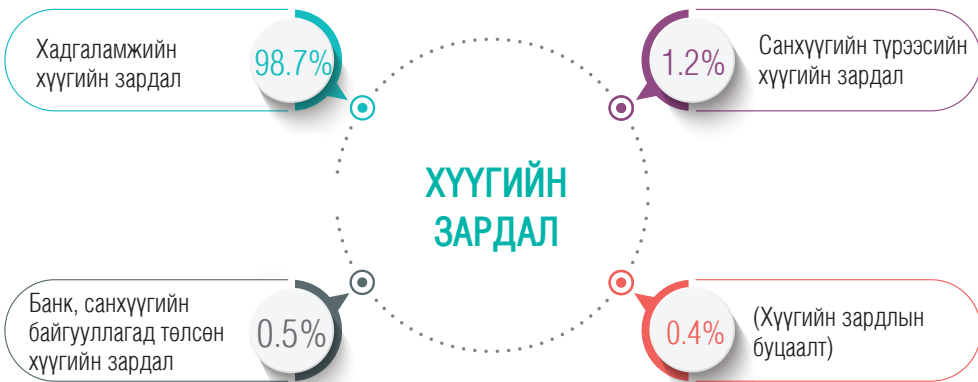 Хадгаламжийн
хүүгийн зардал
98.7%
1.2%
Санхүүгийн түрээсийн
хүүгийн зардал
ХҮҮГИЙН
ЗАРДАЛ
Банк, санхүүгийн
байгууллагад төлсөн
хүүгийн зардал
0.5%
0.4%
(Хүүгийн зардлын
буцаалт)